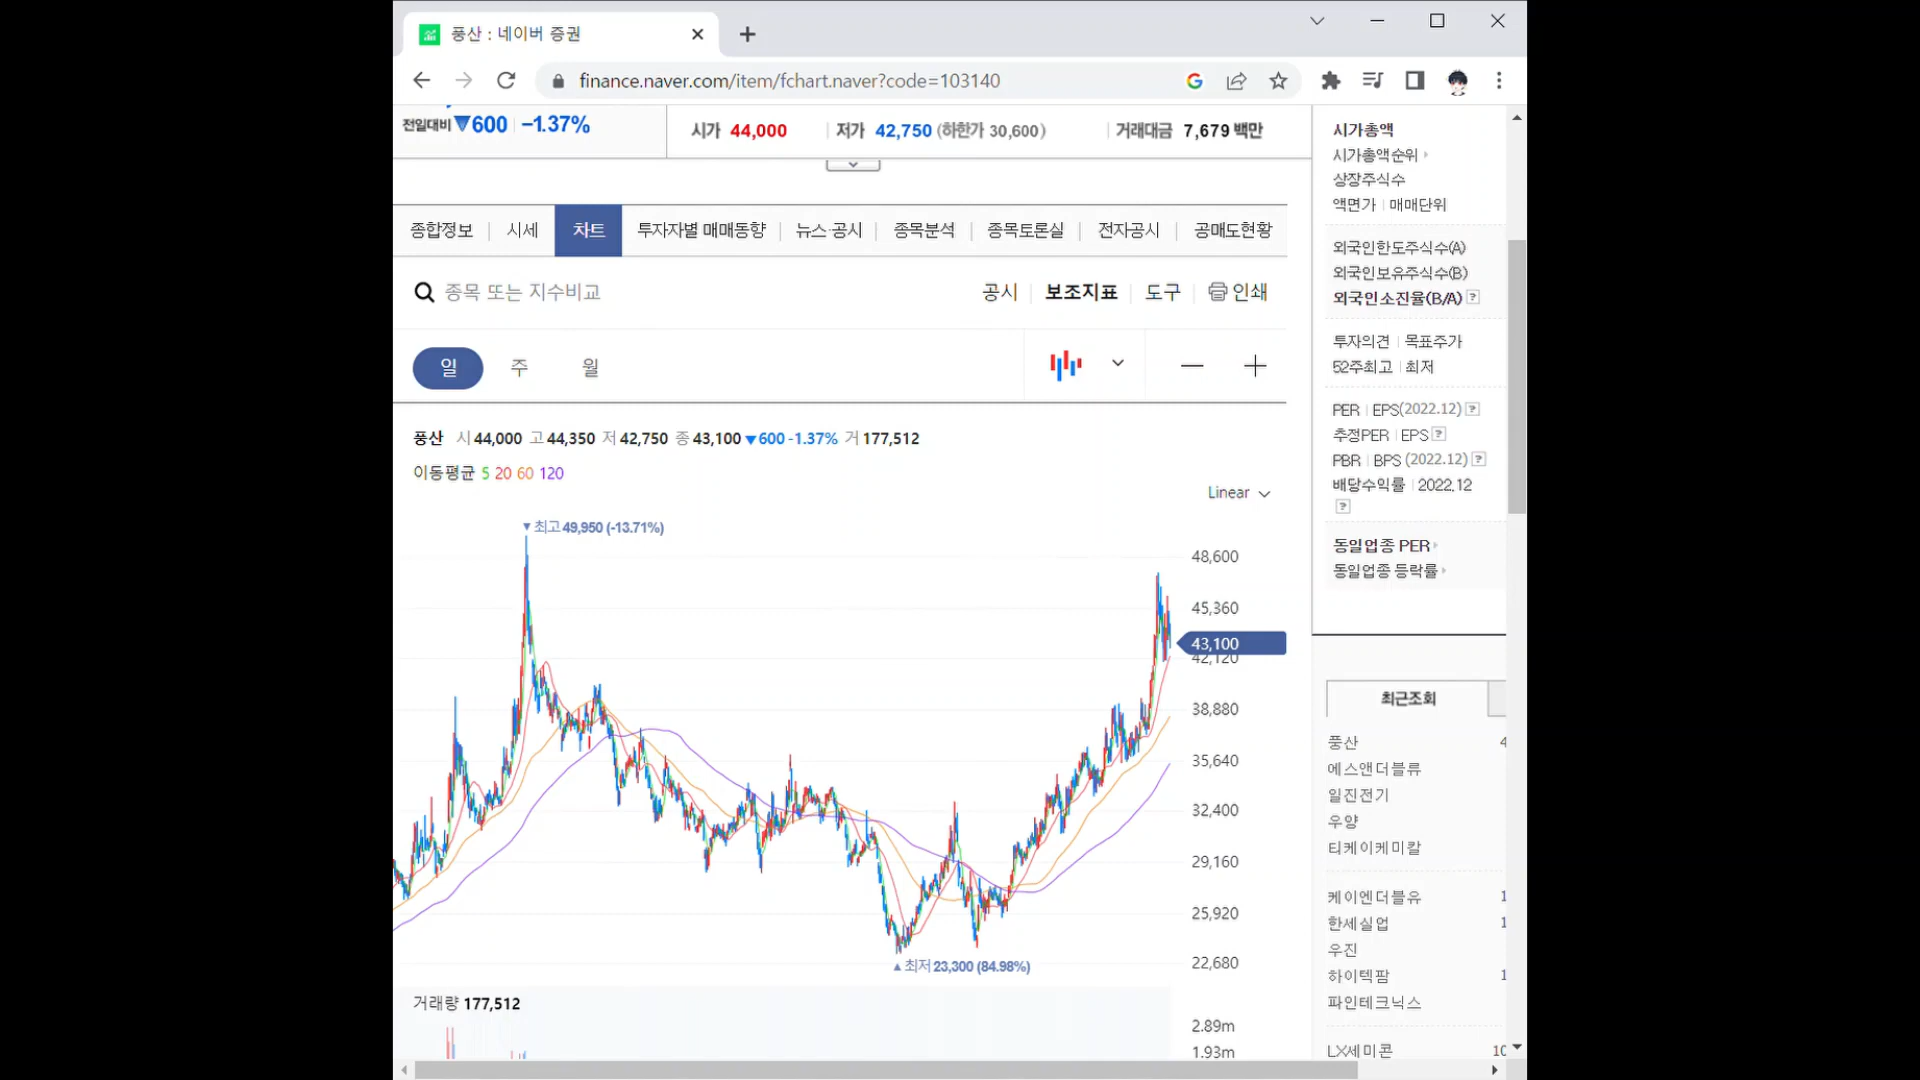 풍산 : 네이버 증권
finance.naver.com/item/fchart.naver?code=103140
전일대비 ▼600 -1.37%
시가 44,000 저가 42,750 (하한가 30,600) 거래대금 7,679 백만
종합정보 시세 차트 투자자별 매매동향 뉴스·공시 종목분석 종목토론실 전자공시 공매도현황
종목 또는 지수비교 공시 보조지표 도구 인쇄
일 주 월
풍산 시 44,000 고 44,350 저 42,750 종 43,100 ▼600 -1.37% 거 177,512
이동평균 5 20 60 120
Linear
▼최고 49,950 (-13.71%)
48,600
45,360
43,100
42,120
38,880
35,640
32,400
29,160
25,920
22,680
▲최저 23,300 (84.98%)
거래량 177,512
2.89m
1.93m
시가총액
시가총액순위
상장주식수
액면가 매매단위
외국인한도주식수(A)
외국인보유주식수(B)
외국인소진율(B/A) ?
투자의견 목표주가
52주최고 최저
PER EPS(2022.12) ?
추정PER EPS ?
PBR BPS (2022.12) ?
배당수익률 2022.12
?
동일업종 PER
동일업종 등락률
최근조회
풍산 4
에스앤더블류
일진전기
우양
티케이케미칼
케이엔더블유 1
한세실업 1
우진
하이텍팜 1
파인테크닉스
LX세미콘 10